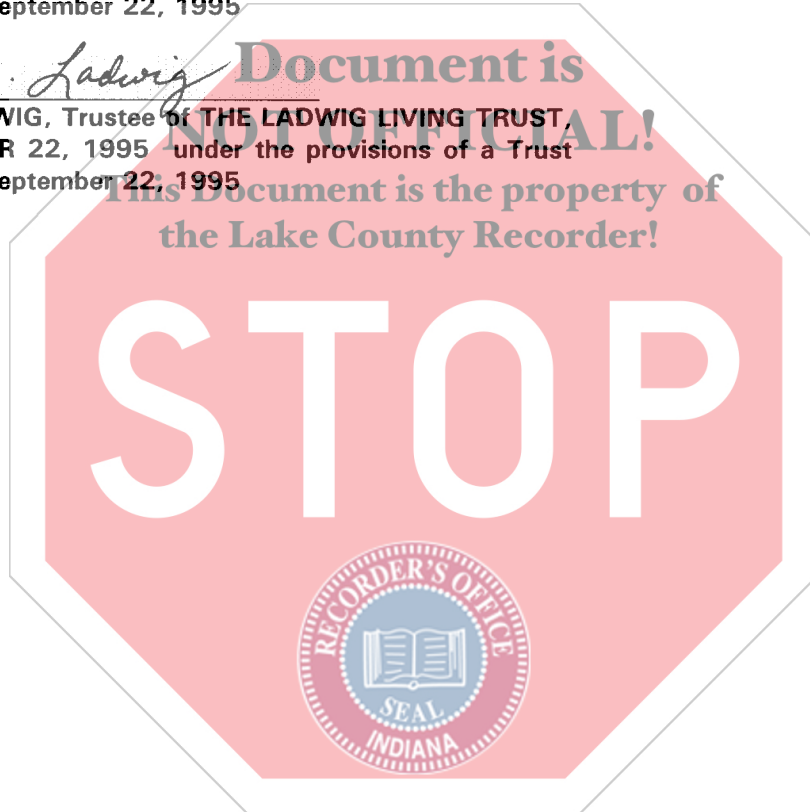 eptember 22, 1995
. Ladwig
Document is
WIG, Trustee of THE LADWIG LIVING TRUST,
NOT OFFICIAL!
R 22, 1995 under the provisions of a Trust
eptember 22, 1995
This Document is the property of
the Lake County Recorder!
STOP
RECORDER'S OFFICE
SEAL
INDIANA